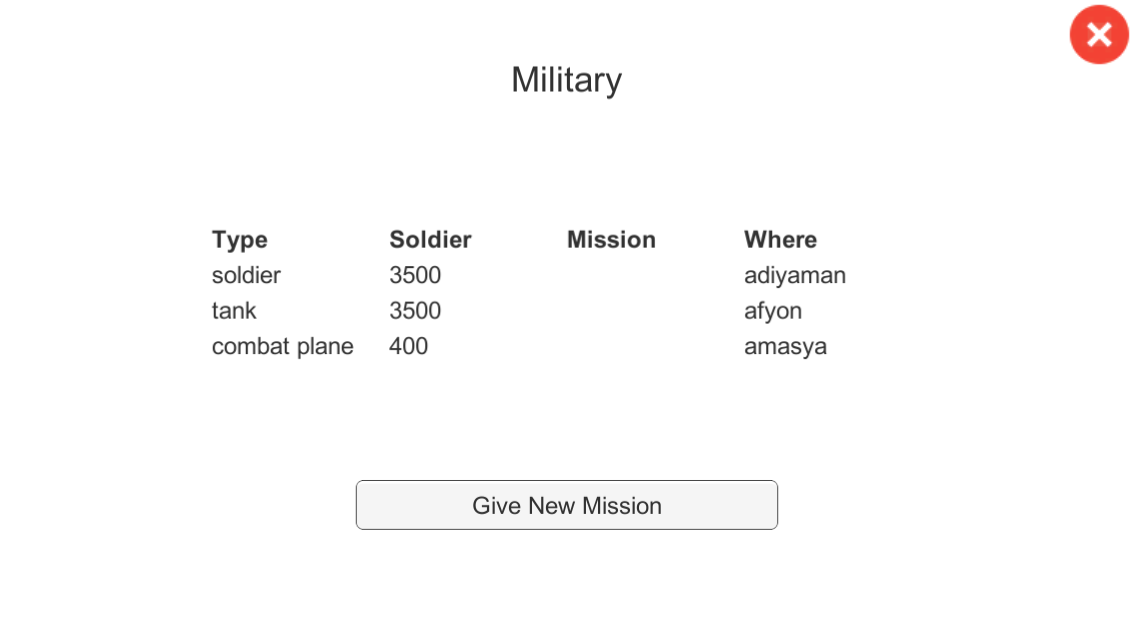 Military
Type Soldier Mission Where
soldier 3500 adiyaman
tank 3500 afyon
combat plane 400 amasya
Give New Mission